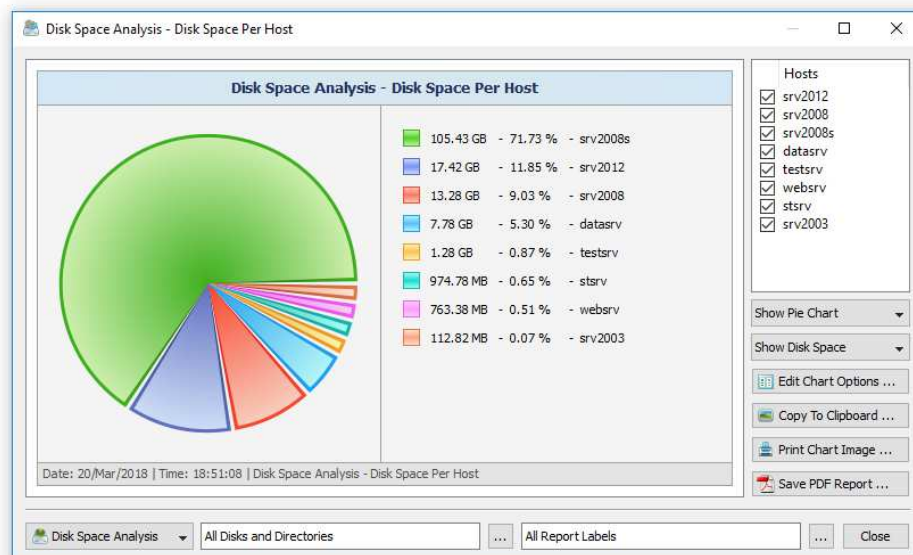 Disk Space Analysis - Disk Space Per Host
Disk Space Analysis - Disk Space Per Host
105.43 GB - 71.73 % - srv2008s
17.42 GB - 11.85 % - srv2012
13.28 GB - 9.03 % - srv2008
7.78 GB - 5.30 % - datasrv
1.28 GB - 0.87 % - testsrv
974.78 MB - 0.65 % - stsrv
763.38 MB - 0.51 % - websrv
112.82 MB - 0.07 % - srv2003
Date: 20/Mar/2018 | Time: 18:51:08 | Disk Space Analysis - Disk Space Per Host
Hosts
srv2012
srv2008
srv2008s
datasrv
testsrv
websrv
stsrv
srv2003
Show Pie Chart
Show Disk Space
Edit Chart Options ...
Copy To Clipboard ...
Print Chart Image ...
Save PDF Report ...
Disk Space Analysis All Disks and Directories ... All Report Labels ... Close